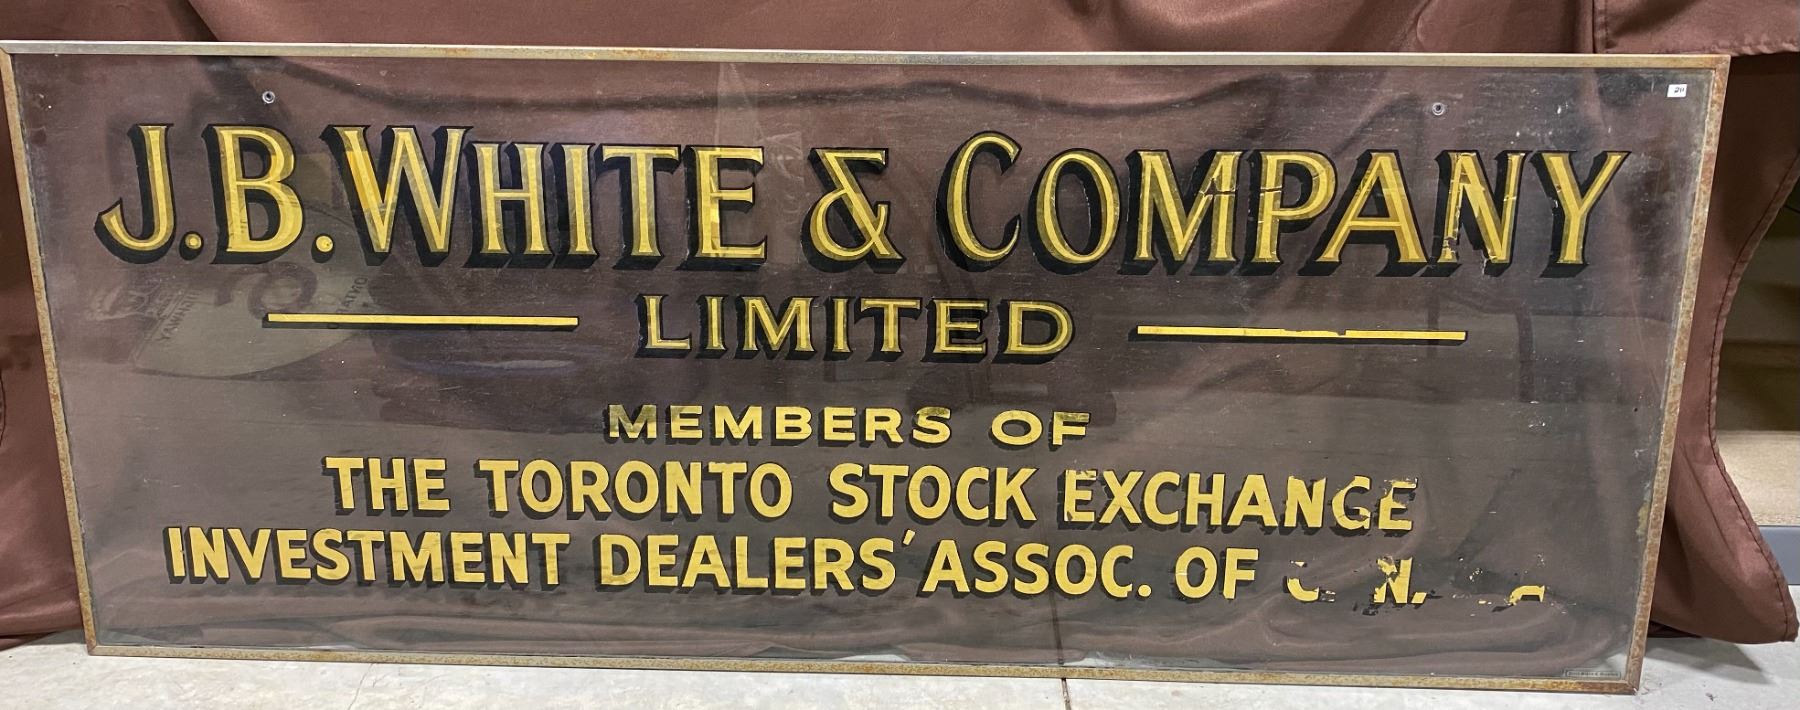 J.B. WHITE & COMPANY
LIMITED
MEMBERS OF
THE TORONTO STOCK EXCHANGE
INVESTMENT DEALERS' ASSOC. OF